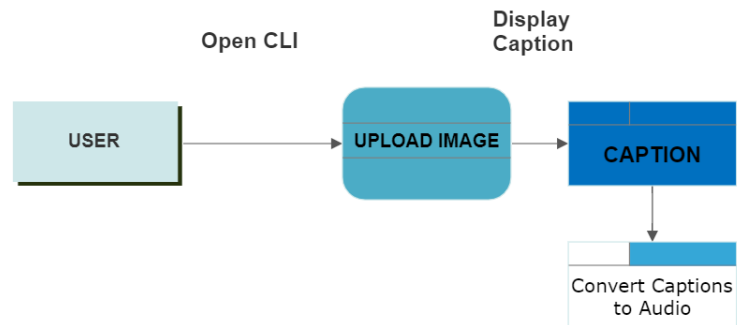 Open CLI
Display
Caption
USER
UPLOAD IMAGE
CAPTION
Convert Captions
to Audio